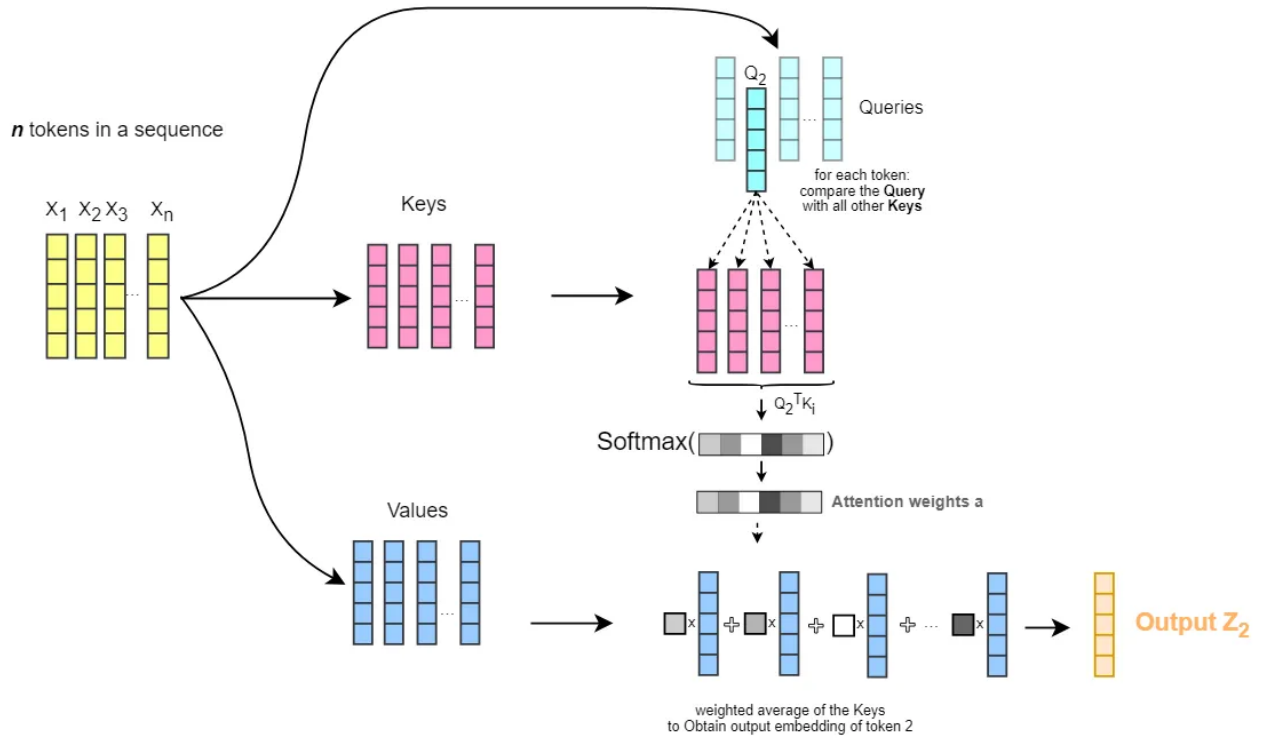 n tokens in a sequence
X1 X2 X3 Xn
...
Keys
...
Q2
...
Queries
for each token:
compare the Query
with all other Keys
...
Q2TKi
Softmax( )
Attention weights a
Values
...
x + x + x + ... x
Output Z2
weighted average of the Keys
to Obtain output embedding of token 2